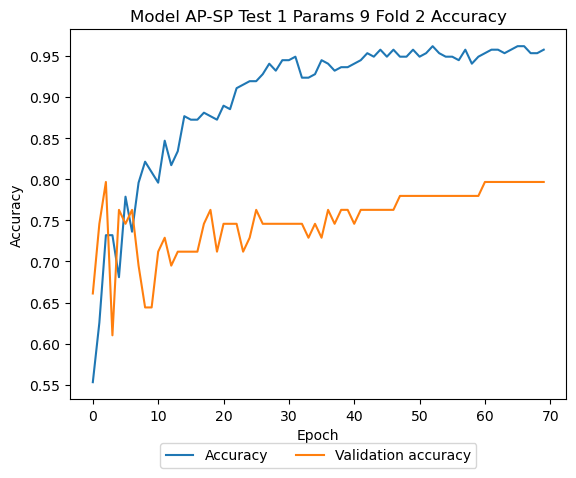 Model AP-SP Test 1 Params 9 Fold 2 Accuracy
0.95
0.90
0.85
0.80
0.75
0.70
0.65
0.60
0.55
Accuracy
0 10 20 30 40 50 60 70
Epoch
Accuracy Validation accuracy